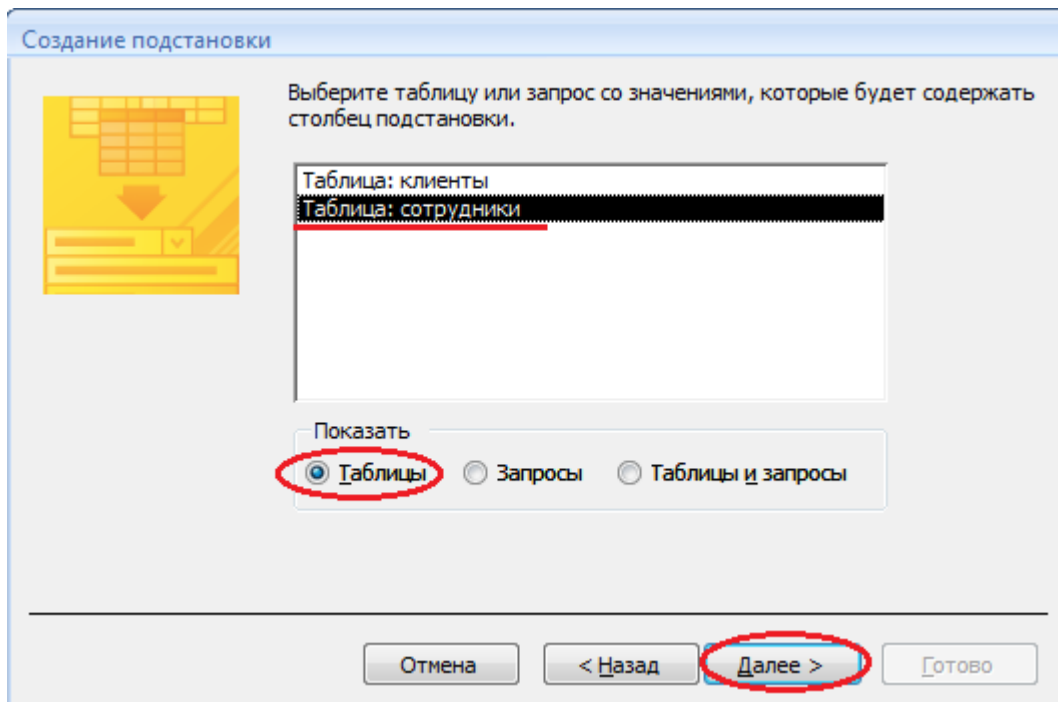 Создание подстановки
Выберите таблицу или запрос со значениями, которые будет содержать
столбец подстановки.
Таблица: клиенты
Таблица: сотрудники
Показать
Таблицы Запросы Таблицы и запросы
Отмена < Назад Далее > Готово